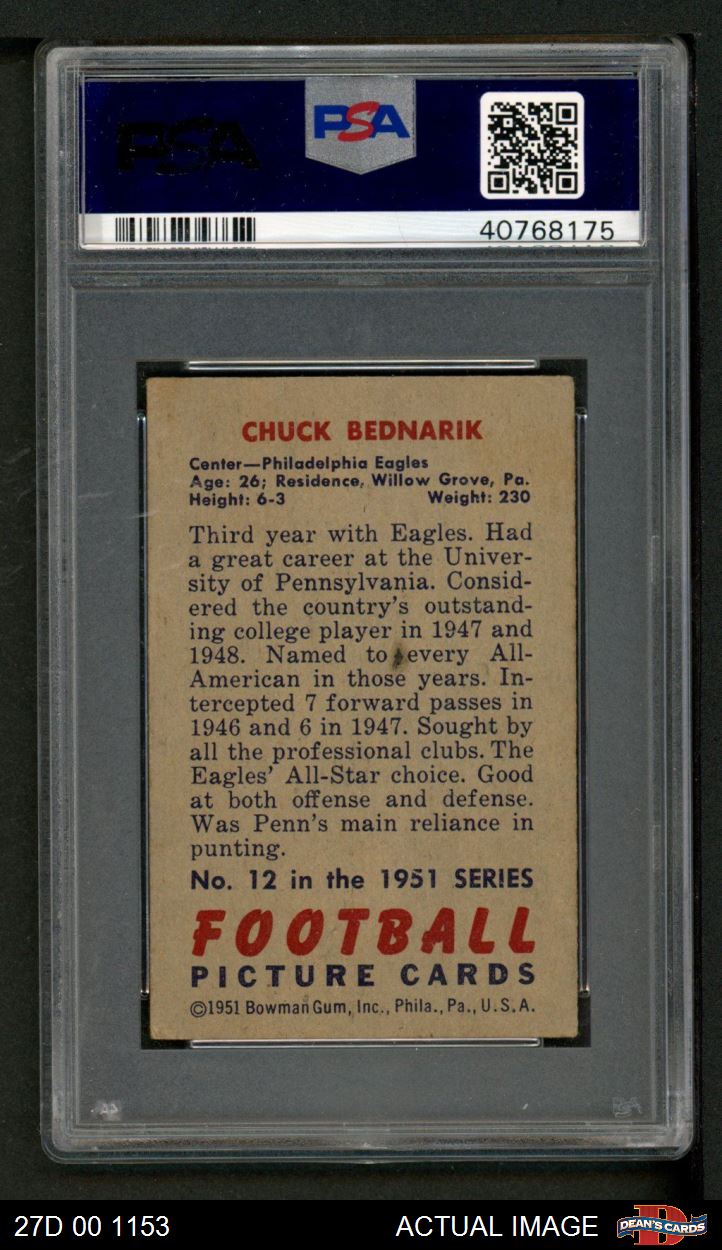 PSA
PSA
40768175
CHUCK BEDNARIK
Center—Philadelphia Eagles
Age: 26; Residence, Willow Grove, Pa.
Height: 6-3 Weight: 230
Third year with Eagles. Had
a great career at the Univer-
sity of Pennsylvania. Consid-
ered the country's outstand-
ing college player in 1947 and
1948. Named to every All-
American in those years. In-
tercepted 7 forward passes in
1946 and 6 in 1947. Sought by
all the professional clubs. The
Eagles' All-Star choice. Good
at both offense and defense.
Was Penn's main reliance in
punting.
No. 12 in the 1951 SERIES
FOOTBALL
PICTURE CARDS
©1951 Bowman Gum, Inc., Phila., Pa., U.S.A.
PSA
27D 00 1153 ACTUAL IMAGE DEAN'S CARDS